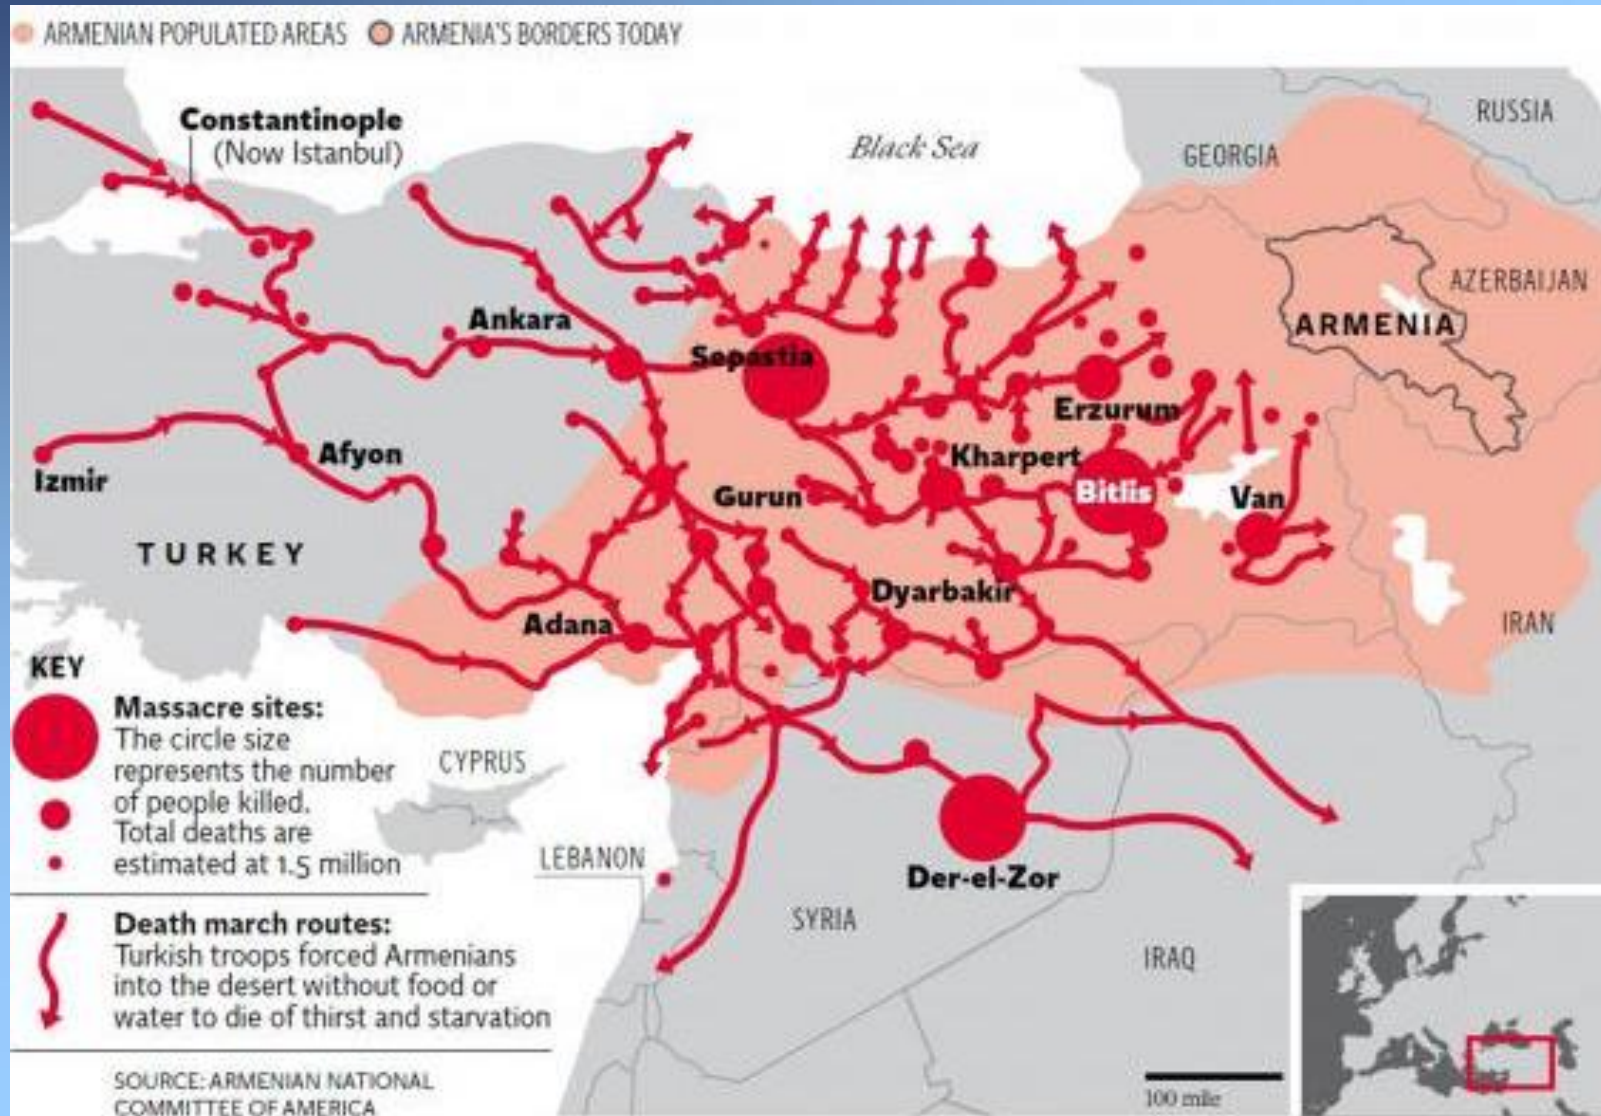 ARMENIAN POPULATED AREAS
ARMENIA'S BORDERS TODAY
RUSSIA
Constantinople
(Now Istanbul)
Black Sea
GEORGIA
AZERBAIJAN
Ankara
ARMENIA
Sepastia
Erzurum
Afyon
Kharpert
Izmir
Gurun
Bitlis
Van
TURKEY
Dyarbakir
Adana
IRAN
KEY
Massacre sites:
The circle size
represents the number
of people killed.
Total deaths are
estimated at 1.5 million
CYPRUS
LEBANON
Der-el-Zor
SYRIA
IRAQ
Death march routes:
Turkish troops forced Armenians
into the desert without food or
water to die of thirst and starvation
SOURCE: ARMENIAN NATIONAL
COMMITTEE OF AMERICA
100 mile